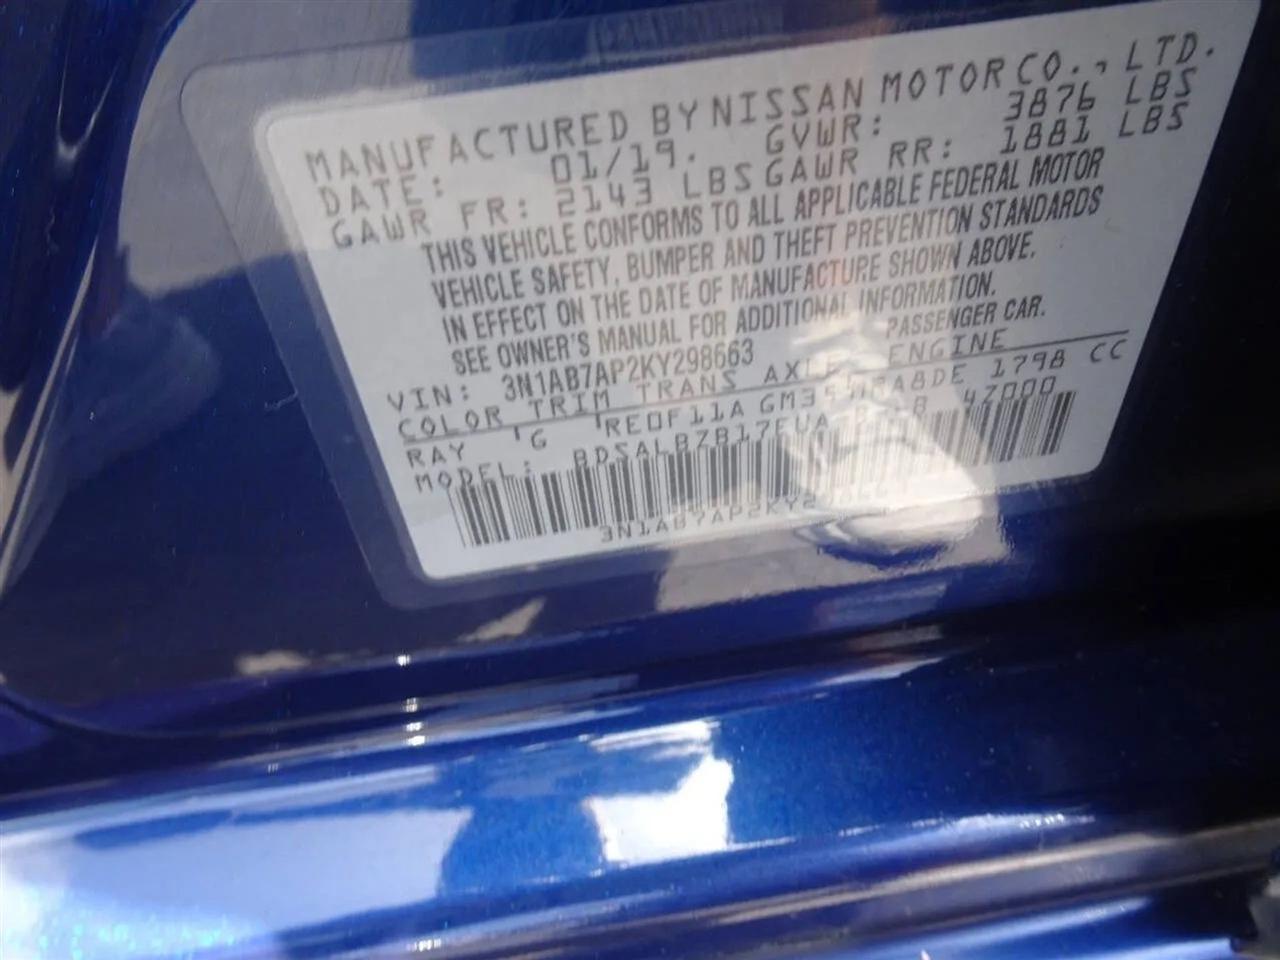 MANUFACTURED BY NISSAN MOTOR CO., LTD.
DATE: 01/19. GVWR: 3876 LBS
GAWR FR: 2143 LBS GAWR RR: 1881 LBS
THIS VEHICLE CONFORMS TO ALL APPLICABLE FEDERAL MOTOR
VEHICLE SAFETY, BUMPER AND THEFT PREVENTION STANDARDS
IN EFFECT ON THE DATE OF MANUFACTURE SHOWN ABOVE.
SEE OWNER'S MANUAL FOR ADDITIONAL INFORMATION.
VIN: 3N1AB7AP2KY298663 PASSENGER CAR.
COLOR TRIM TRANS AXLE ENGINE
RAY G RE0F11A 1798 CC
MODEL: